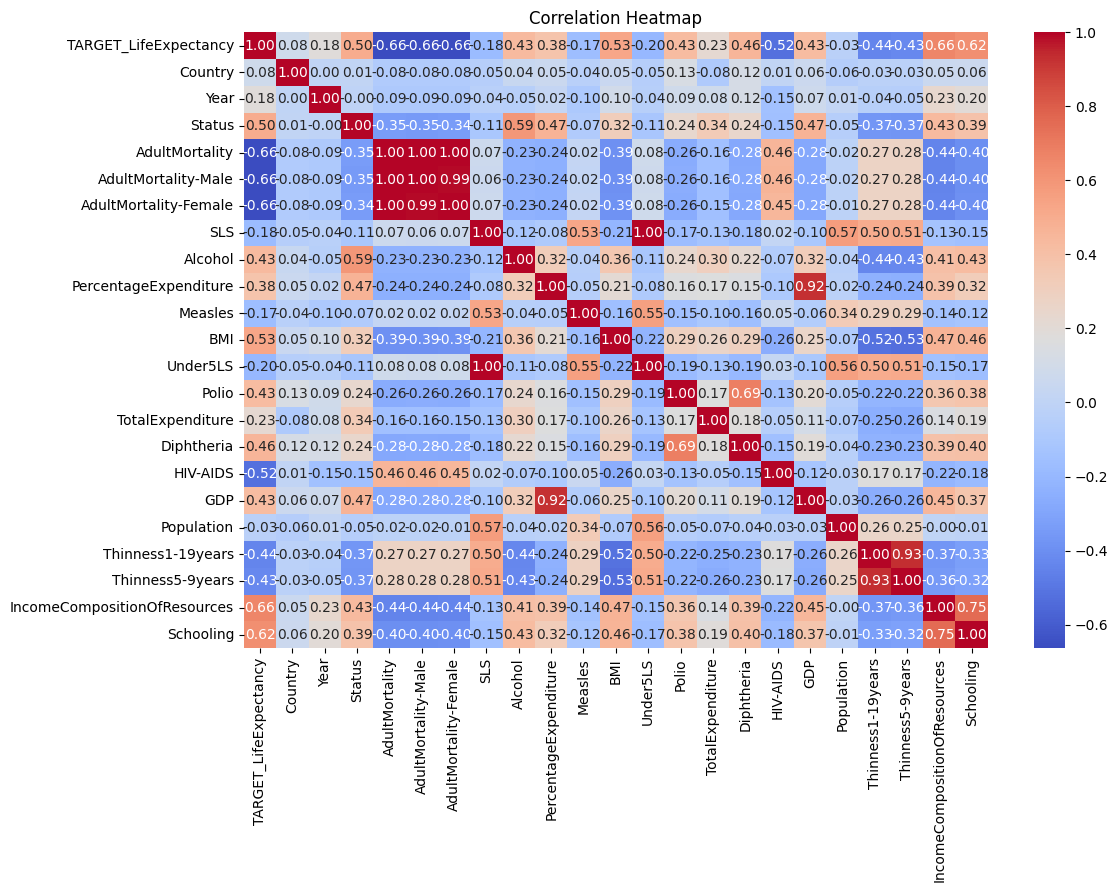 Correlation Heatmap
TARGET_LifeExpectancy 1.00 0.08 0.18 0.50 -0.66 -0.66 -0.66 -0.18 0.43 0.38 -0.17 0.53 -0.20 0.43 0.23 0.46 -0.52 0.43 -0.03 -0.44 -0.43 0.66 0.62
Country 0.08 1.00 0.00 0.01 -0.08 -0.08 -0.08 -0.05 0.04 0.05 -0.04 0.05 -0.05 0.13 -0.08 0.12 0.01 0.06 -0.06 -0.03 -0.03 0.05 0.06
Year 0.18 0.00 1.00 -0.00 -0.09 -0.09 -0.09 -0.04 -0.05 0.02 -0.10 0.10 -0.04 0.09 0.08 0.12 -0.15 0.07 0.01 -0.04 -0.05 0.23 0.20
Status 0.50 0.01 -0.00 1.00 -0.35 -0.35 -0.34 -0.11 0.59 0.47 -0.07 0.32 -0.11 0.24 0.34 0.24 -0.15 0.47 -0.05 -0.37 -0.37 0.43 0.39
AdultMortality -0.66 -0.08 -0.09 -0.35 1.00 1.00 1.00 0.07 -0.23 -0.24 0.02 -0.39 0.08 -0.26 -0.16 -0.28 0.46 -0.28 -0.02 0.27 0.28 -0.44 -0.40
AdultMortality-Male -0.66 -0.08 -0.09 -0.35 1.00 1.00 0.99 0.06 -0.23 -0.24 0.02 -0.39 0.08 -0.26 -0.16 -0.28 0.46 -0.28 -0.02 0.27 0.28 -0.44 -0.40
AdultMortality-Female -0.66 -0.08 -0.09 -0.34 1.00 0.99 1.00 0.07 -0.23 -0.24 0.02 -0.39 0.08 -0.26 -0.15 -0.28 0.45 -0.28 -0.01 0.27 0.28 -0.44 -0.40
SLS -0.18 -0.05 -0.04 -0.11 0.07 0.06 0.07 1.00 -0.12 -0.08 0.53 -0.21 1.00 -0.17 -0.13 -0.18 0.02 -0.10 0.57 0.50 0.51 -0.13 -0.15
Alcohol 0.43 0.04 -0.05 0.59 -0.23 -0.23 -0.23 -0.12 1.00 0.32 -0.04 0.36 -0.11 0.24 0.30 0.22 -0.07 0.32 -0.04 -0.44 -0.43 0.41 0.43
PercentageExpenditure 0.38 0.05 0.02 0.47 -0.24 -0.24 -0.24 -0.08 0.32 1.00 -0.05 0.21 -0.08 0.16 0.17 0.15 -0.10 0.92 -0.02 -0.24 -0.24 0.39 0.32
Measles -0.17 -0.04 -0.10 -0.07 0.02 0.02 0.02 0.53 -0.04 -0.05 1.00 -0.16 0.55 -0.15 -0.10 -0.16 0.05 -0.06 0.34 0.29 0.29 -0.14 -0.12
BMI 0.53 0.05 0.10 0.32 -0.39 -0.39 -0.39 -0.21 0.36 0.21 -0.16 1.00 -0.22 0.29 0.26 0.29 -0.26 0.25 -0.07 -0.52 -0.53 0.47 0.46
Under5LS -0.20 -0.05 -0.04 -0.11 0.08 0.08 0.08 1.00 -0.11 -0.08 0.55 -0.22 1.00 -0.19 -0.13 -0.19 0.03 -0.10 0.56 0.50 0.51 -0.15 -0.17
Polio 0.43 0.13 0.09 0.24 -0.26 -0.26 -0.26 -0.17 0.24 0.16 -0.15 0.29 -0.19 1.00 0.17 0.69 -0.13 0.20 -0.05 -0.22 -0.22 0.36 0.38
TotalExpenditure 0.23 -0.08 0.08 0.34 -0.16 -0.16 -0.15 -0.13 0.30 0.17 -0.10 0.26 -0.13 0.17 1.00 0.18 -0.05 0.11 -0.07 -0.25 -0.26 0.14 0.19
Diphtheria 0.46 0.12 0.12 0.24 -0.28 -0.28 -0.28 -0.18 0.22 0.15 -0.16 0.29 -0.19 0.69 0.18 1.00 -0.15 0.19 -0.04 -0.23 -0.23 0.39 0.40
HIV-AIDS -0.52 0.01 -0.15 -0.15 0.46 0.46 0.45 0.02 -0.07 -0.10 0.05 -0.26 0.03 -0.13 -0.05 -0.15 1.00 -0.12 -0.03 0.17 0.17 -0.22 -0.18
GDP 0.43 0.06 0.07 0.47 -0.28 -0.28 -0.28 -0.10 0.32 0.92 -0.06 0.25 -0.10 0.20 0.11 0.19 -0.12 1.00 -0.03 -0.26 -0.26 0.45 0.37
Population -0.03 -0.06 0.01 -0.05 -0.02 -0.02 -0.01 0.57 -0.04 -0.02 0.34 -0.07 0.56 -0.05 -0.07 -0.04 -0.03 -0.03 1.00 0.26 0.25 -0.00 -0.01
Thinness1-19years -0.44 -0.03 -0.04 -0.37 0.27 0.27 0.27 0.50 -0.44 -0.24 0.29 -0.52 0.50 -0.22 -0.25 -0.23 0.17 -0.26 0.26 1.00 0.93 -0.37 -0.33
Thinness5-9years -0.43 -0.03 -0.05 -0.37 0.28 0.28 0.28 0.51 -0.43 -0.24 0.29 -0.53 0.51 -0.22 -0.26 -0.23 0.17 -0.26 0.25 0.93 1.00 -0.36 -0.32
IncomeCompositionOfResources 0.66 0.05 0.23 0.43 -0.44 -0.44 -0.44 -0.13 0.41 0.39 -0.14 0.47 -0.15 0.36 0.14 0.39 -0.22 0.45 -0.00 -0.37 -0.36 1.00 0.75
Schooling 0.62 0.06 0.20 0.39 -0.40 -0.40 -0.40 -0.15 0.43 0.32 -0.12 0.46 -0.17 0.38 0.19 0.40 -0.18 0.37 -0.01 -0.33 -0.32 0.75 1.00
TARGET_LifeExpectancy
Country
Year
Status
AdultMortality
AdultMortality-Male
AdultMortality-Female
SLS
Alcohol
PercentageExpenditure
Measles
BMI
Under5LS
Polio
TotalExpenditure
Diphtheria
HIV-AIDS
GDP
Population
Thinness1-19years
Thinness5-9years
IncomeCompositionOfResources
Schooling
1.0
0.8
0.6
0.4
0.2
0.0
−0.2
−0.4
−0.6